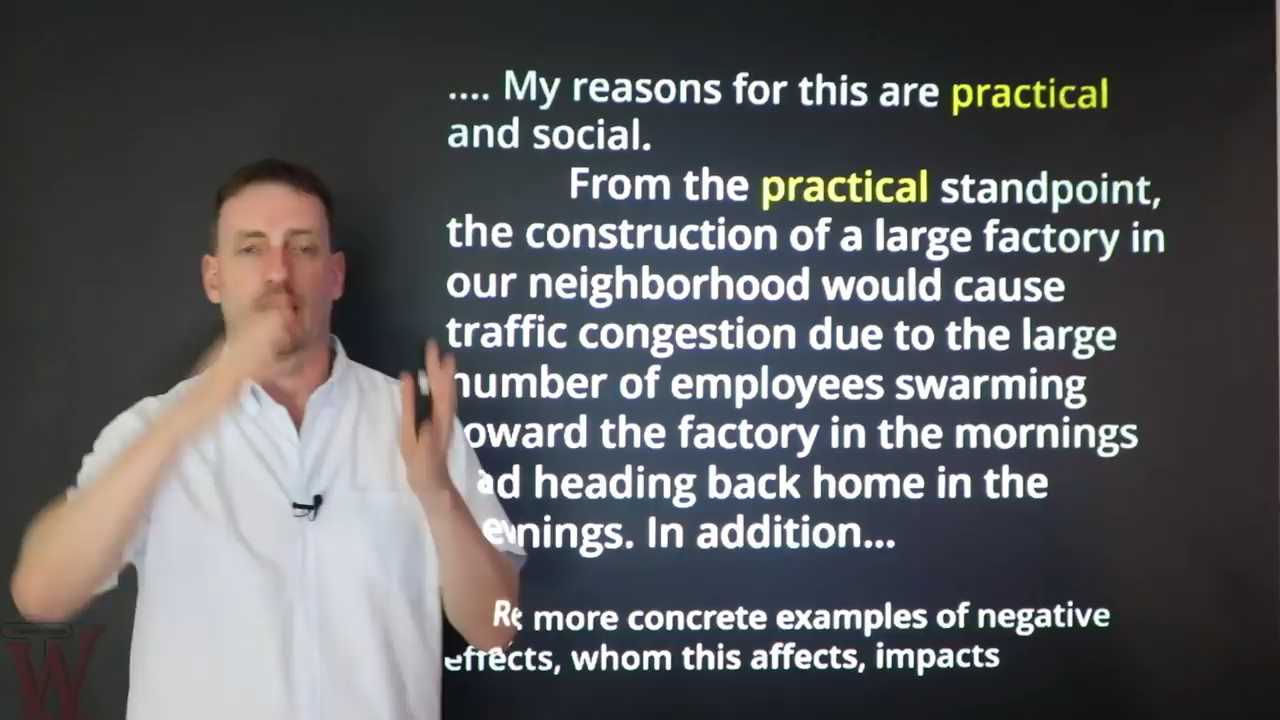 .... My reasons for this are practical
and social.
From the practical standpoint,
the construction of a large factory in
our neighborhood would cause
traffic congestion due to the large
number of employees swarming
toward the factory in the mornings
and heading back home in the
evenings. In addition...
more concrete examples of negative
effects, whom this affects, impacts
W